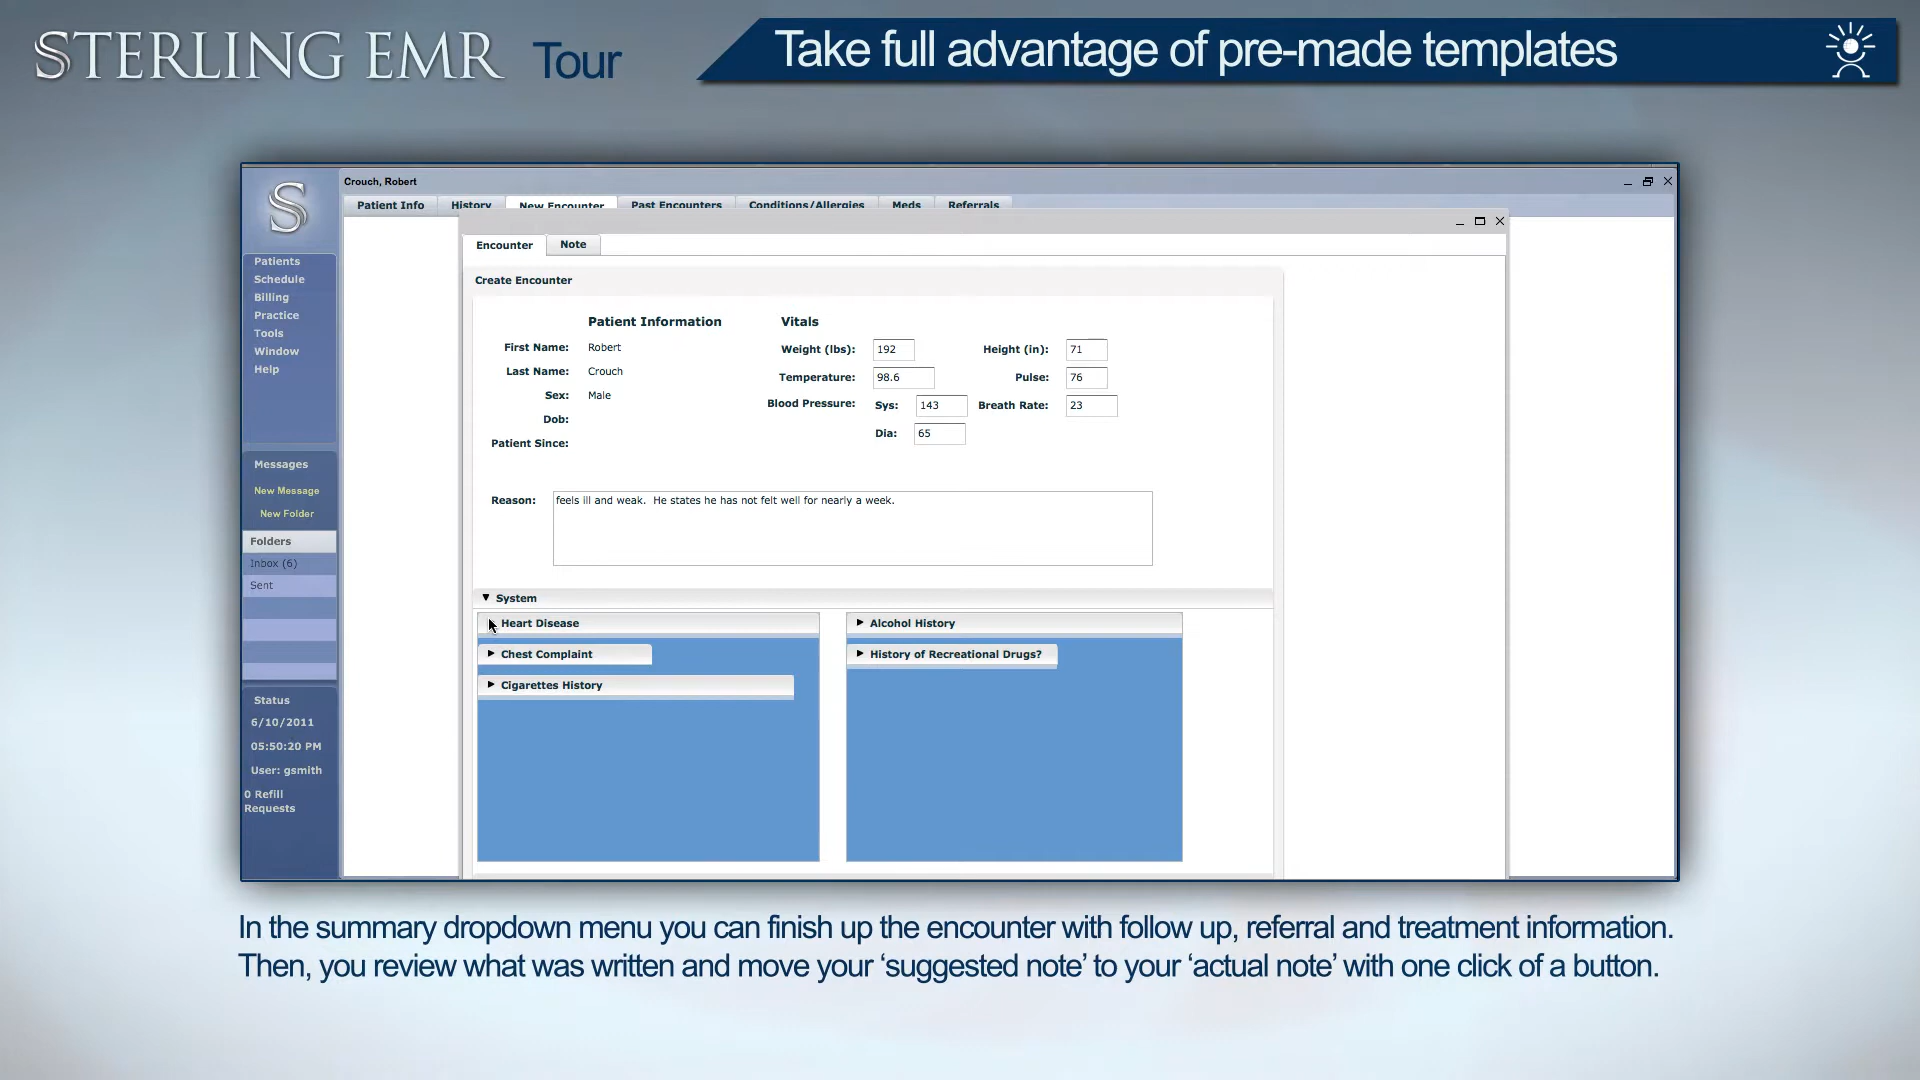 STERLING EMR Tour
Take full advantage of pre-made templates
Crouch, Robert
Patient Info History New Encounter Past Encounters Conditions/Allergies Meds Referrals
Patients
Schedule
Billing
Practice
Tools
Window
Help
Messages
New Message
New Folder
Folders
Inbox (6)
Sent
Status
6/10/2011
05:50:20 PM
User: gsmith
0 Refill
Requests
Encounter Note
Create Encounter
Patient Information
First Name: Robert
Last Name: Crouch
Sex: Male
Dob:
Patient Since:
Vitals
Weight (lbs): 192 Height (in): 71
Temperature: 98.6 Pulse: 76
Blood Pressure: Sys: 143 Breath Rate: 23
Dia: 65
Reason: feels ill and weak. He states he has not felt well for nearly a week.
System
Heart Disease
Chest Complaint
Cigarettes History
Alcohol History
History of Recreational Drugs?
In the summary dropdown menu you can finish up the encounter with follow up, referral and treatment information.
Then, you review what was written and move your ‘suggested note’ to your ‘actual note’ with one click of a button.